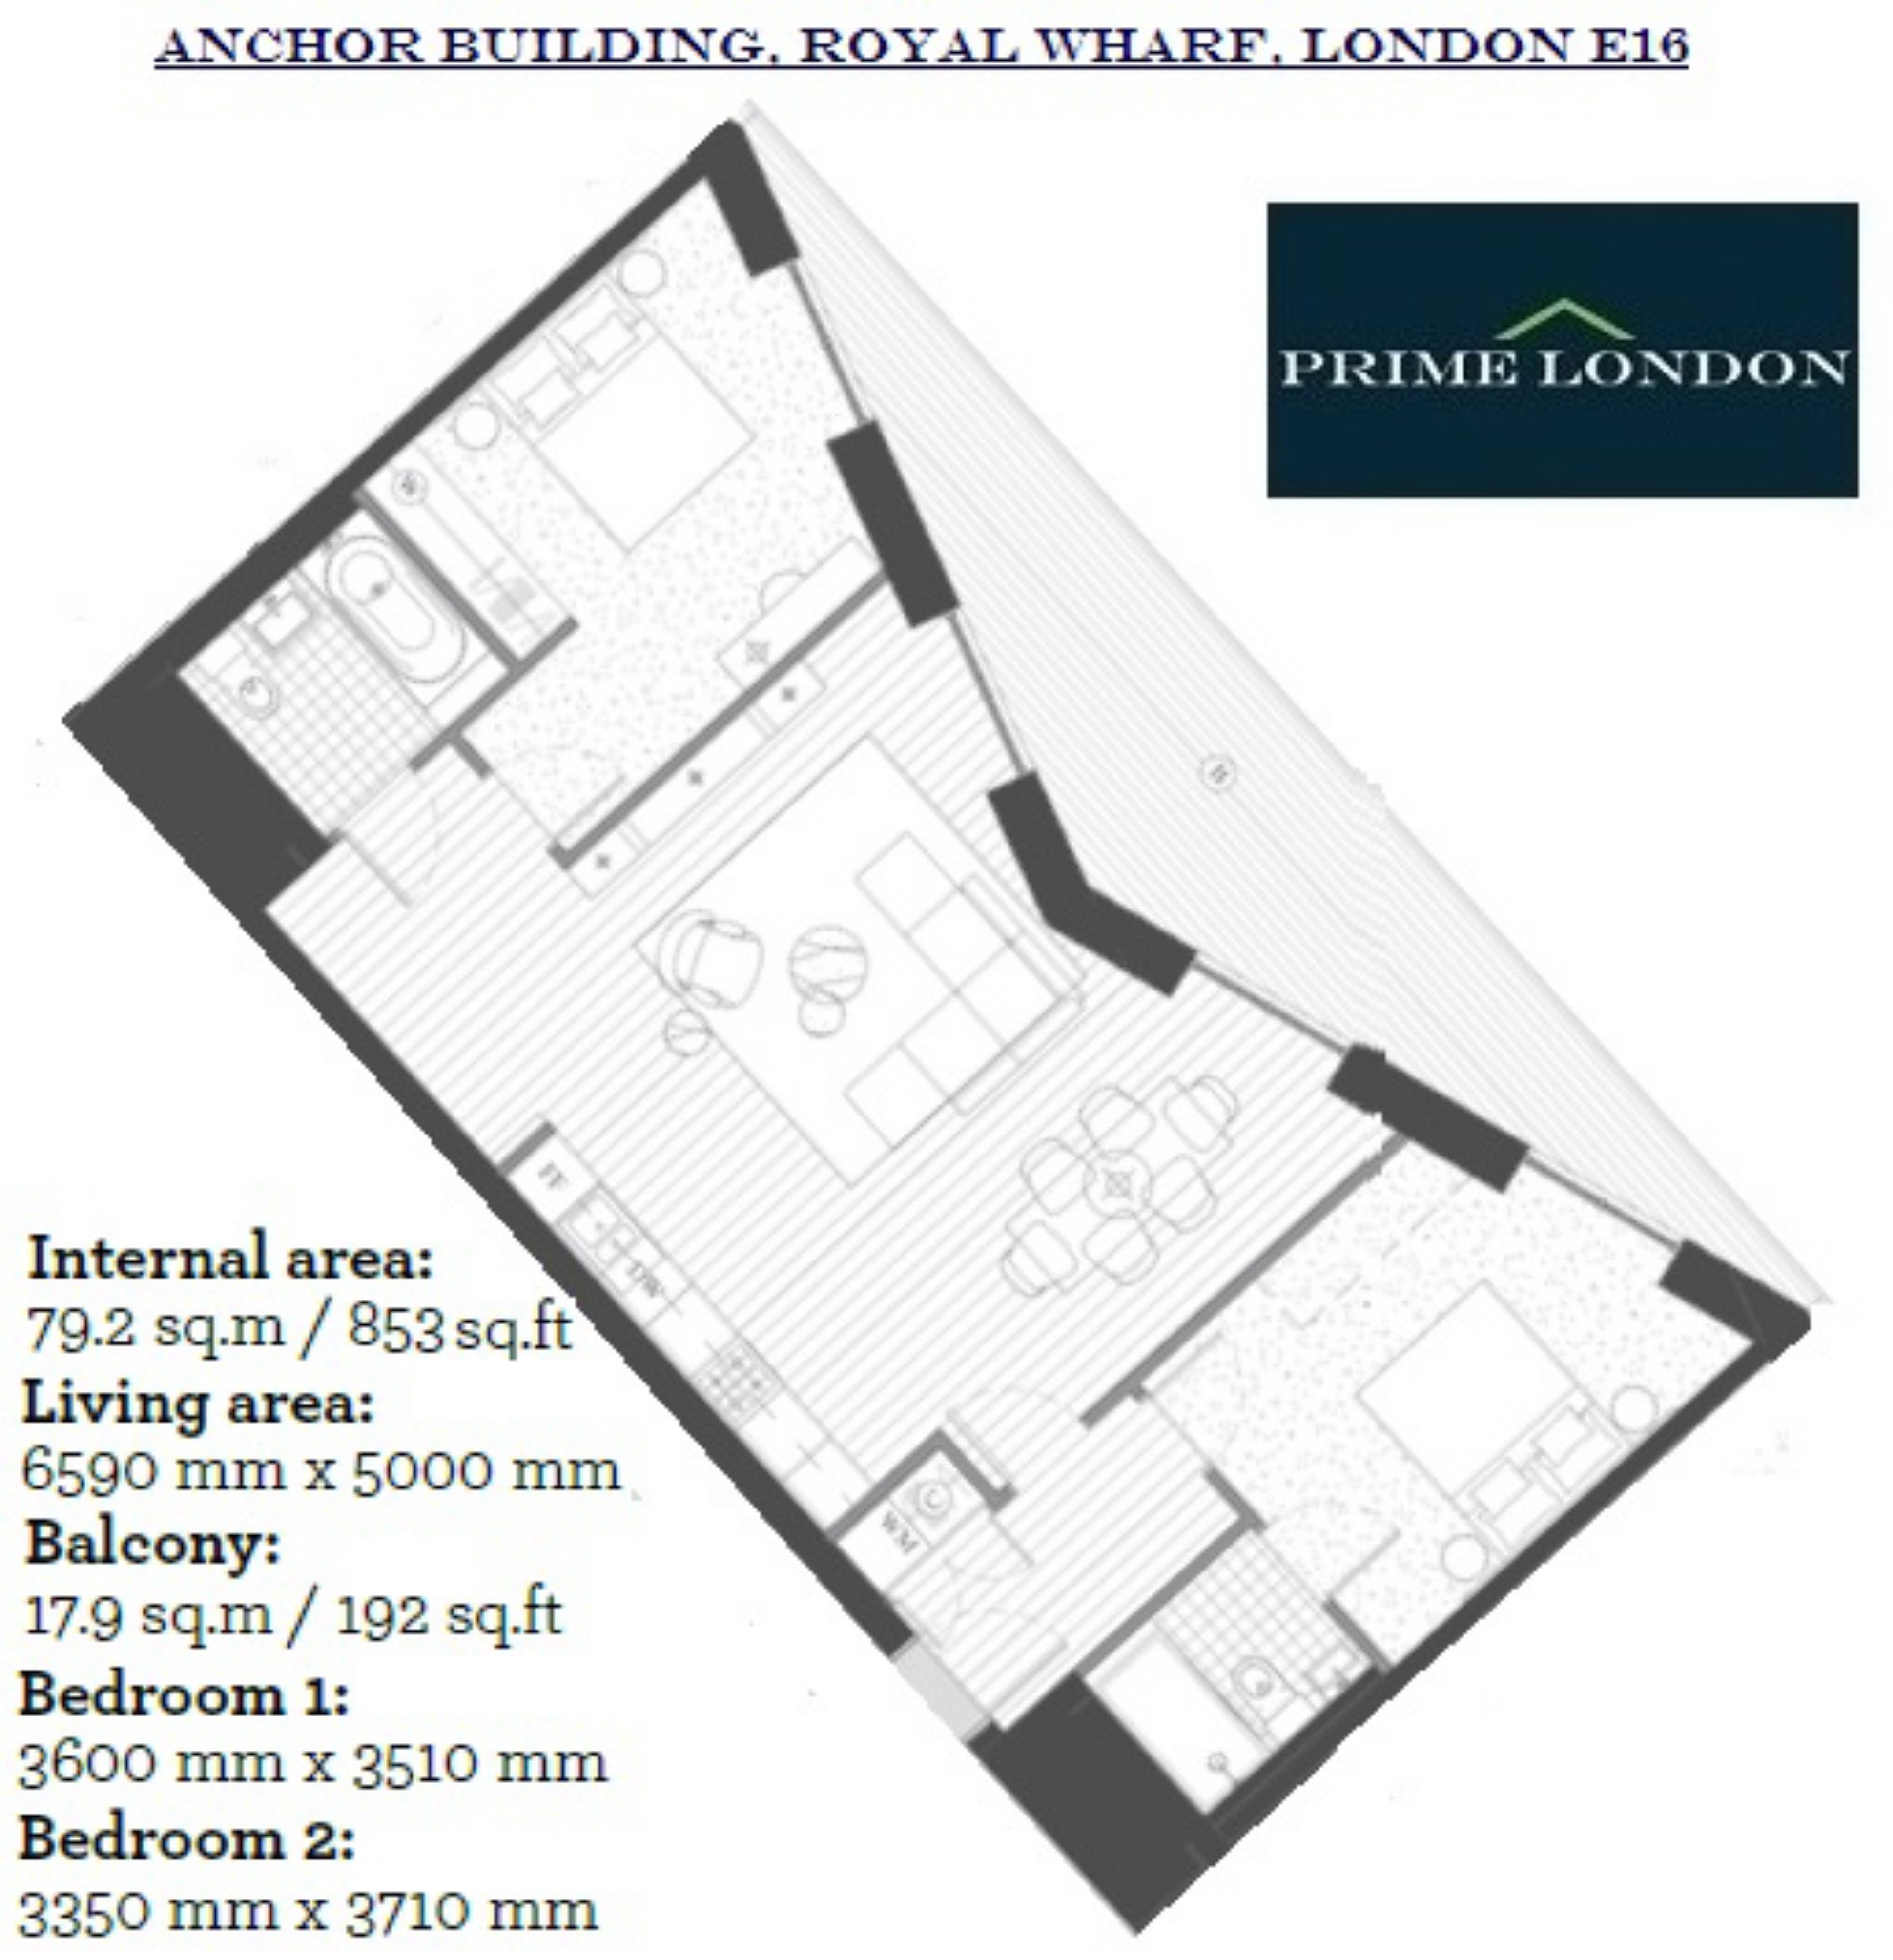 ANCHOR BUILDING, ROYAL WHARF, LONDON E16
PRIME LONDON
W
H
FF
DW
C
WM
Internal area:
79.2 sq.m / 853 sq.ft
Living area:
6590 mm x 5000 mm
Balcony:
17.9 sq.m / 192 sq.ft
Bedroom 1:
3600 mm x 3510 mm
Bedroom 2:
3350 mm x 3710 mm